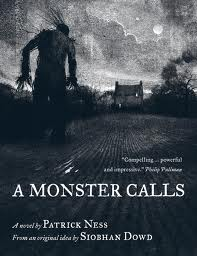 "Compelling... powerful
and impressive." Philip Pullman
A MONSTER CALLS
A novel by PATRICK NESS
From an original idea by SIOBHAN DOWD